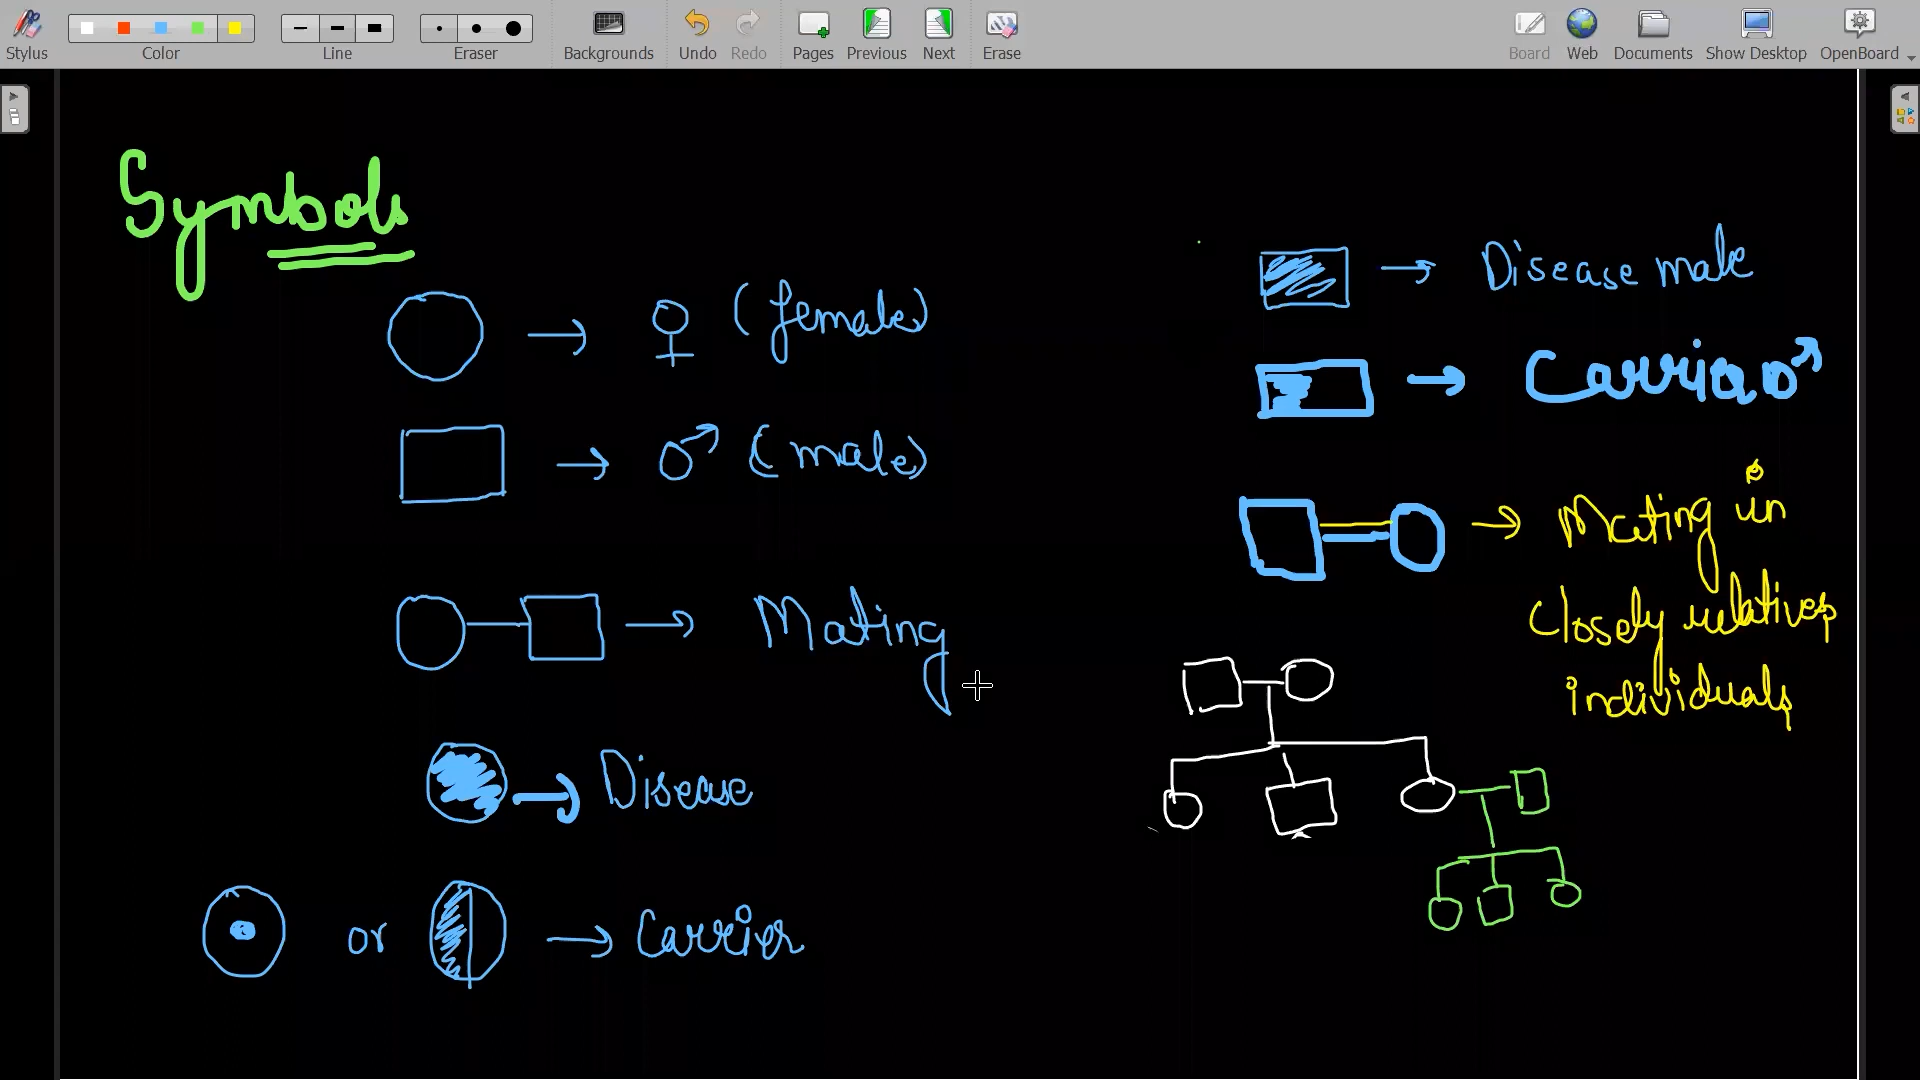 Stylus
Color
Line
Eraser
Backgrounds
Undo
Redo
Pages
Previous
Next
Erase
Board
Web
Documents
Show Desktop
OpenBoard
Symbols
→ ♀ (female)
→ ♂ (male)
→ Mating
→ Disease
or → Carrier
→ Disease male
→ Carrier ♂
→ Mating in
closely relatives
individuals